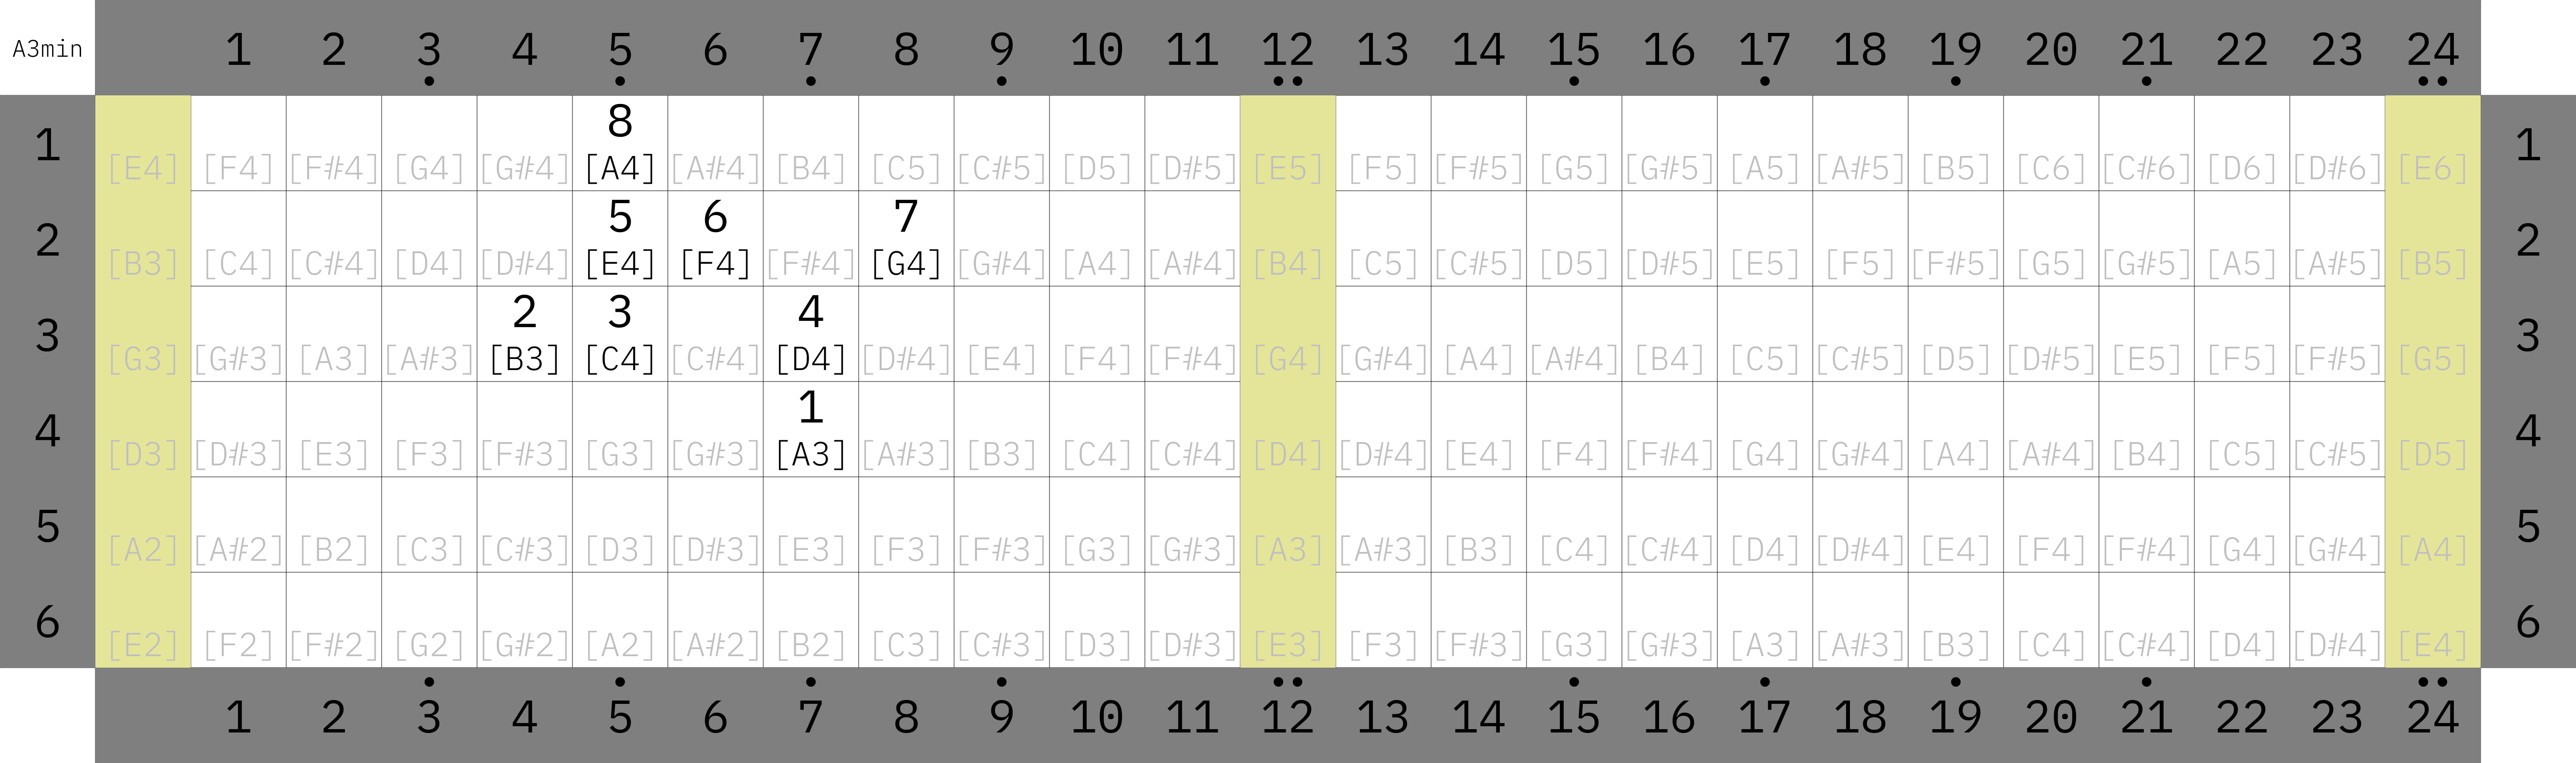 A3min 1 2 3 4 5 6 7 8 9 10 11 12 13 14 15 16 17 18 19 20 21 22 23 24
8
1 [E4] [F4] [F#4] [G4] [G#4] [A4] [A#4] [B4] [C5] [C#5] [D5] [D#5] [E5] [F5] [F#5] [G5] [G#5] [A5] [A#5] [B5] [C6] [C#6] [D6] [D#6] [E6] 1
5 6 7
2 [B3] [C4] [C#4] [D4] [D#4] [E4] [F4] [F#4] [G4] [G#4] [A4] [A#4] [B4] [C5] [C#5] [D5] [D#5] [E5] [F5] [F#5] [G5] [G#5] [A5] [A#5] [B5] 2
2 3 4
3 [G3] [G#3] [A3] [A#3] [B3] [C4] [C#4] [D4] [D#4] [E4] [F4] [F#4] [G4] [G#4] [A4] [A#4] [B4] [C5] [C#5] [D5] [D#5] [E5] [F5] [F#5] [G5] 3
1
4 [D3] [D#3] [E3] [F3] [F#3] [G3] [G#3] [A3] [A#3] [B3] [C4] [C#4] [D4] [D#4] [E4] [F4] [F#4] [G4] [G#4] [A4] [A#4] [B4] [C5] [C#5] [D5] 4
5 [A2] [A#2] [B2] [C3] [C#3] [D3] [D#3] [E3] [F3] [F#3] [G3] [G#3] [A3] [A#3] [B3] [C4] [C#4] [D4] [D#4] [E4] [F4] [F#4] [G4] [G#4] [A4] 5
6 [E2] [F2] [F#2] [G2] [G#2] [A2] [A#2] [B2] [C3] [C#3] [D3] [D#3] [E3] [F3] [F#3] [G3] [G#3] [A3] [A#3] [B3] [C4] [C#4] [D4] [D#4] [E4] 6
1 2 3 4 5 6 7 8 9 10 11 12 13 14 15 16 17 18 19 20 21 22 23 24